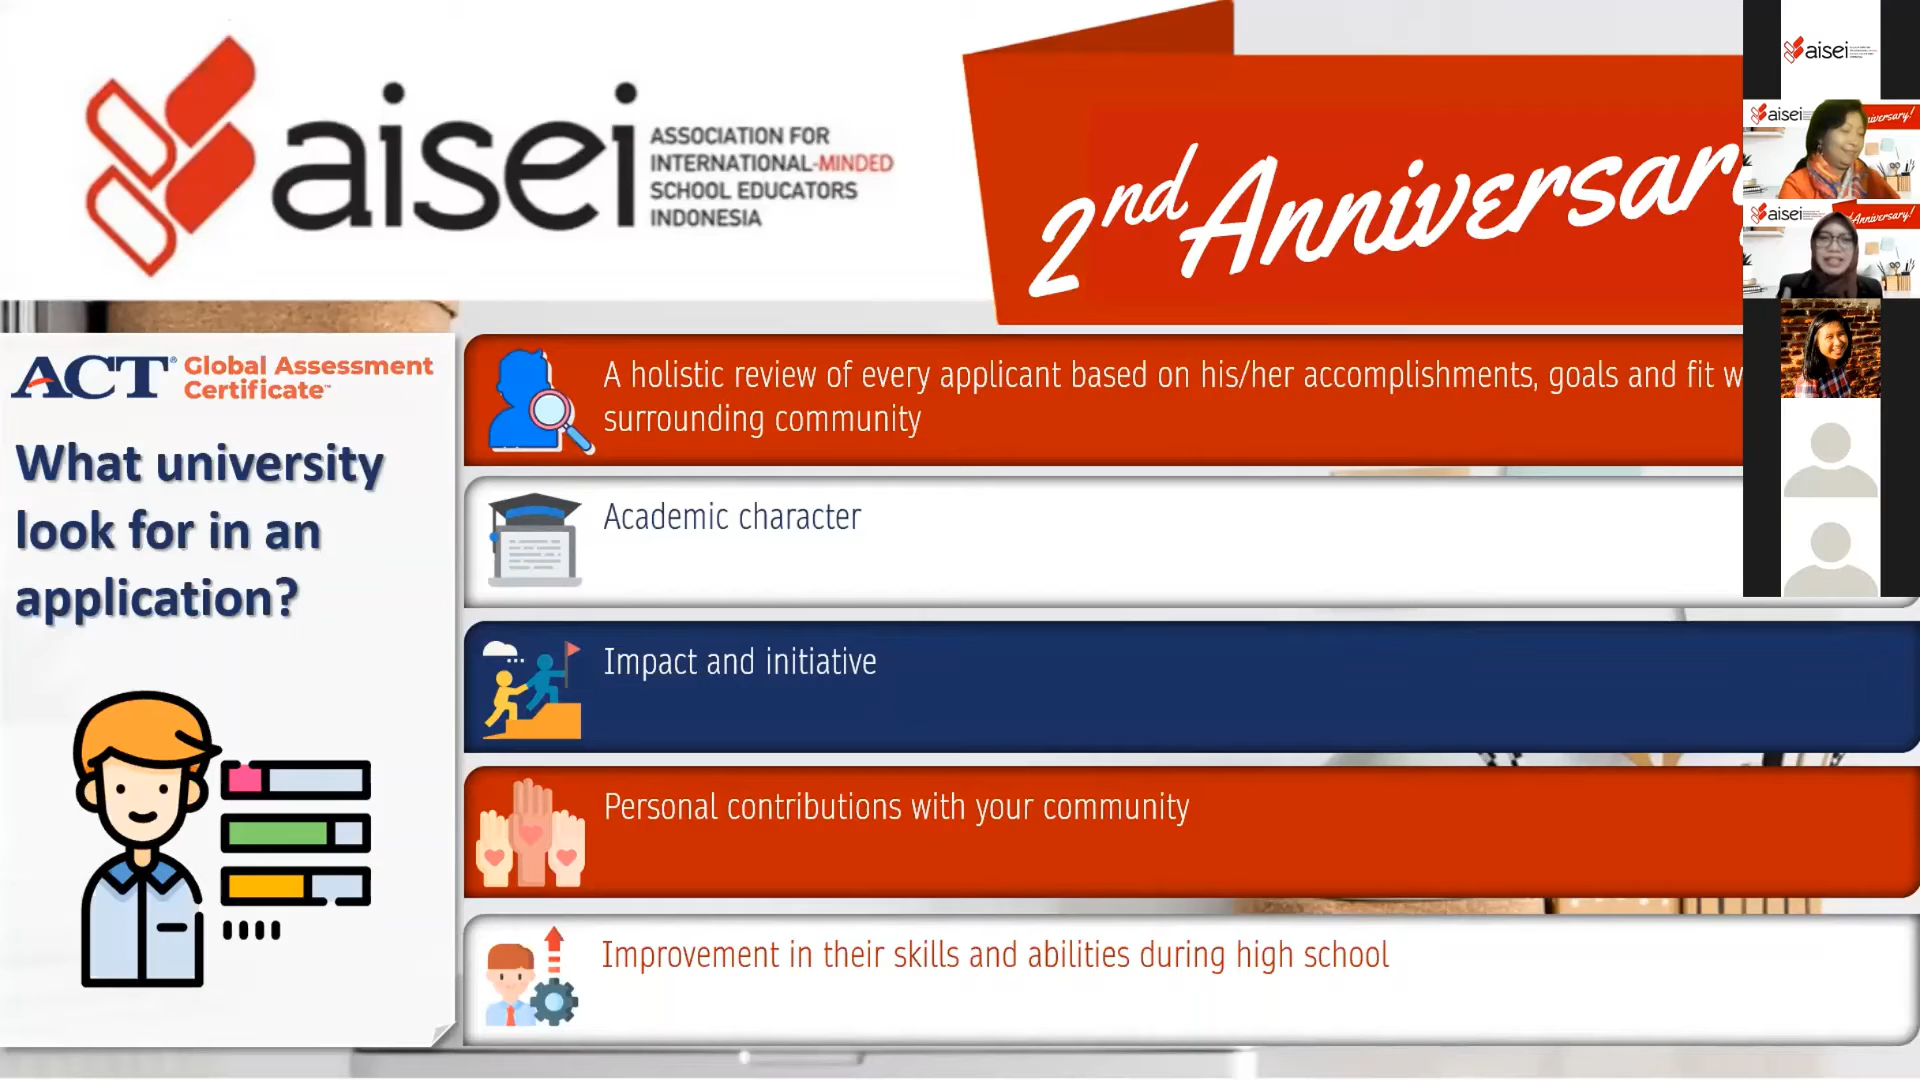 aisei
ASSOCIATION FOR
INTERNATIONAL-MINDED
SCHOOL EDUCATORS
INDONESIA
2nd Anniversar
ACT® Global Assessment
Certificate™
What university
look for in an
application?
A holistic review of every applicant based on his/her accomplishments, goals and fit w
surrounding community
Academic character
Impact and initiative
Personal contributions with your community
Improvement in their skills and abilities during high school
aisei
aisei
niversary!
aisei
Anniversary!